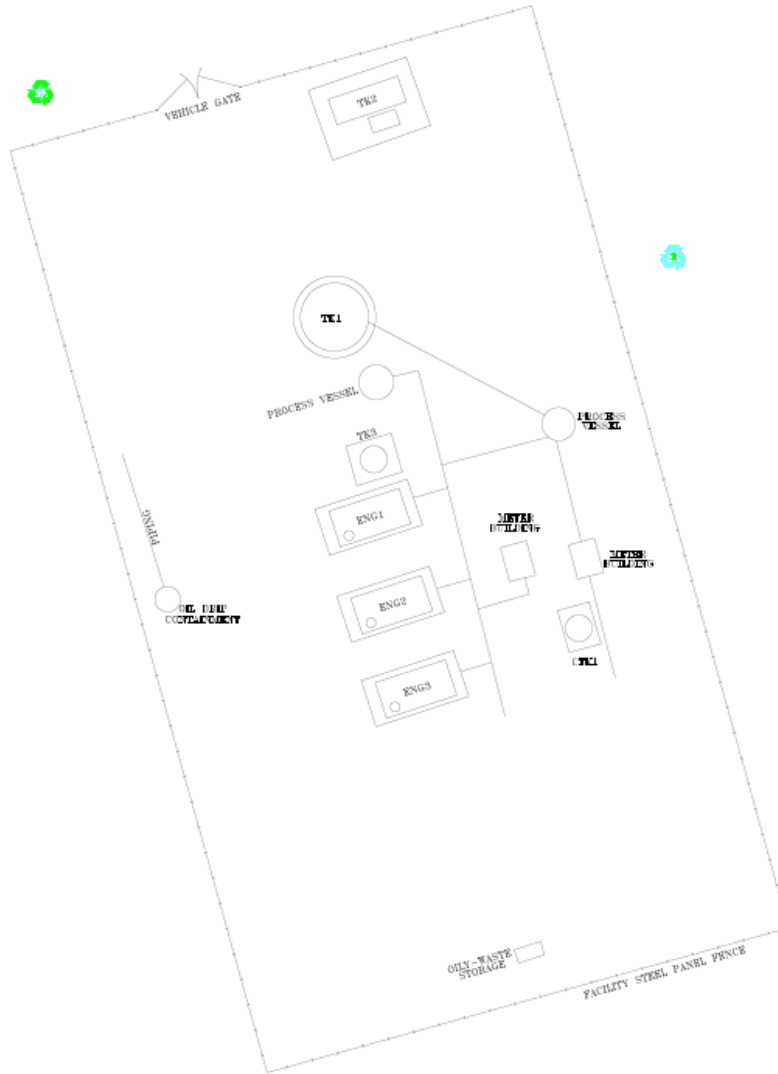 VEHICLE GATE
TK2
TK1
PROCESS VESSEL
PROCESS
VESSEL
TK3
ENG1
METER
BUILDING
PIPING
METER
BUILDING
ENG2
OIL DRIP
CONTAINMENT
ENG3
OILY-WASTE
STORAGE
FACILITY STEEL PANEL FENCE